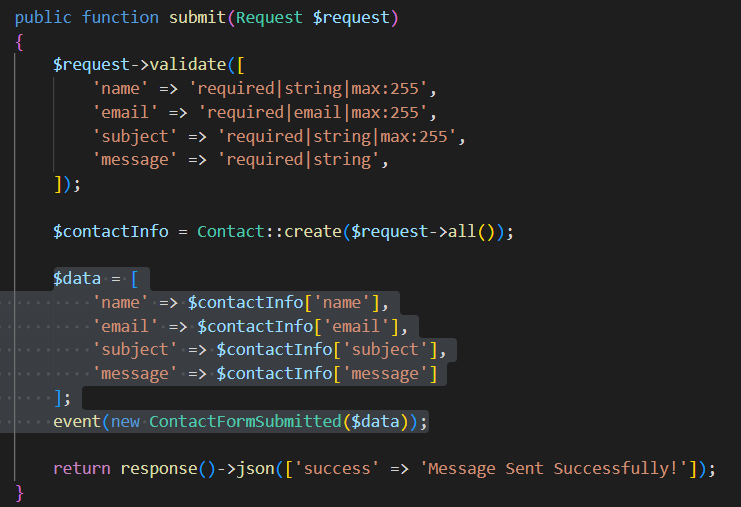 public function submit(Request $request)
{
    $request->validate([
        'name' => 'required|string|max:255',
        'email' => 'required|email|max:255',
        'subject' => 'required|string|max:255',
        'message' => 'required|string',
    ]);

    $contactInfo = Contact::create($request->all());

    $data = [
        'name' => $contactInfo['name'],
        'email' => $contactInfo['email'],
        'subject' => $contactInfo['subject'],
        'message' => $contactInfo['message']
    ];
    event(new ContactFormSubmitted($data));

    return response()->json(['success' => 'Message Sent Successfully!']);
}